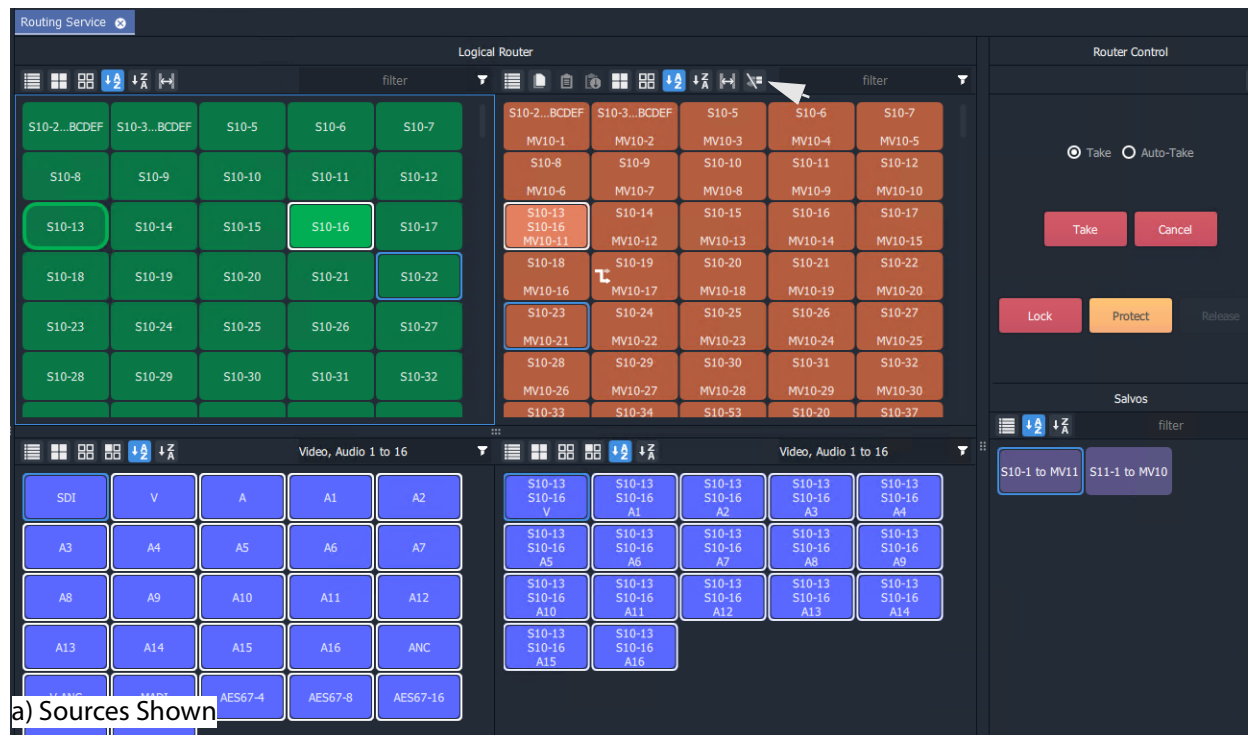 Routing Service
Logical Router
Router Control
filter
filter
S10-2...BCDEF S10-3...BCDEF S10-5 S10-6 S10-7
S10-8 S10-9 S10-10 S10-11 S10-12
S10-13 S10-14 S10-15 S10-16 S10-17
S10-18 S10-19 S10-20 S10-21 S10-22
S10-23 S10-24 S10-25 S10-26 S10-27
S10-28 S10-29 S10-30 S10-31 S10-32
S10-2...BCDEF S10-3...BCDEF S10-5 S10-6 S10-7
MV10-1 MV10-2 MV10-3 MV10-4 MV10-5
S10-8 S10-9 S10-10 S10-11 S10-12
MV10-6 MV10-7 MV10-8 MV10-9 MV10-10
S10-13 S10-14 S10-15 S10-16 S10-17
S10-16
MV10-11 MV10-12 MV10-13 MV10-14 MV10-15
S10-18 S10-19 S10-20 S10-21 S10-22
MV10-16 MV10-17 MV10-18 MV10-19 MV10-20
S10-23 S10-24 S10-25 S10-26 S10-27
MV10-21 MV10-22 MV10-23 MV10-24 MV10-25
S10-28 S10-29 S10-30 S10-31 S10-32
MV10-26 MV10-27 MV10-28 MV10-29 MV10-30
S10-33 S10-34 S10-53 S10-20 S10-37
Take Auto-Take
Take Cancel
Lock Protect Release
Salvos
filter
S10-1 to MV11 S11-1 to MV10
Video, Audio 1 to 16
SDI V A A1 A2
A3 A4 A5 A6 A7
A8 A9 A10 A11 A12
A13 A14 A15 A16 ANC
AES67-4 AES67-8 AES67-16
Video, Audio 1 to 16
S10-13 S10-13 S10-13 S10-13 S10-13
S10-16 S10-16 S10-16 S10-16 S10-16
V A1 A2 A3 A4
S10-13 S10-13 S10-13 S10-13 S10-13
S10-16 S10-16 S10-16 S10-16 S10-16
A5 A6 A7 A8 A9
S10-13 S10-13 S10-13 S10-13 S10-13
S10-16 S10-16 S10-16 S10-16 S10-16
A10 A11 A12 A13 A14
S10-13 S10-13
S10-16 S10-16
A15 A16
a) Sources Shown